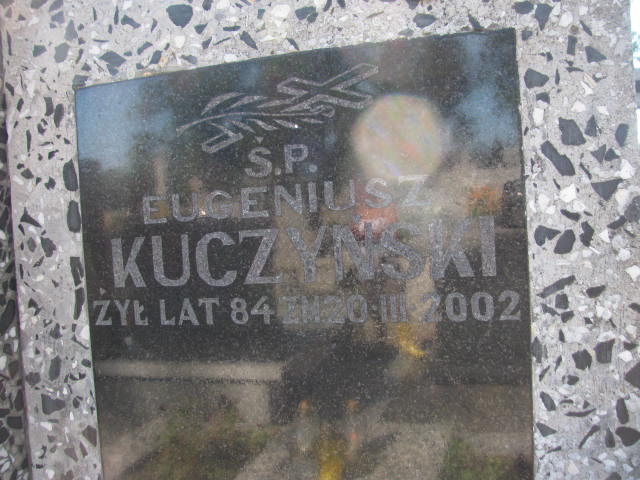 Ś.P.
EUGENIUSZ
KUCZYŃSKI
ŻYŁ LAT 84 ZM 20·III 2002